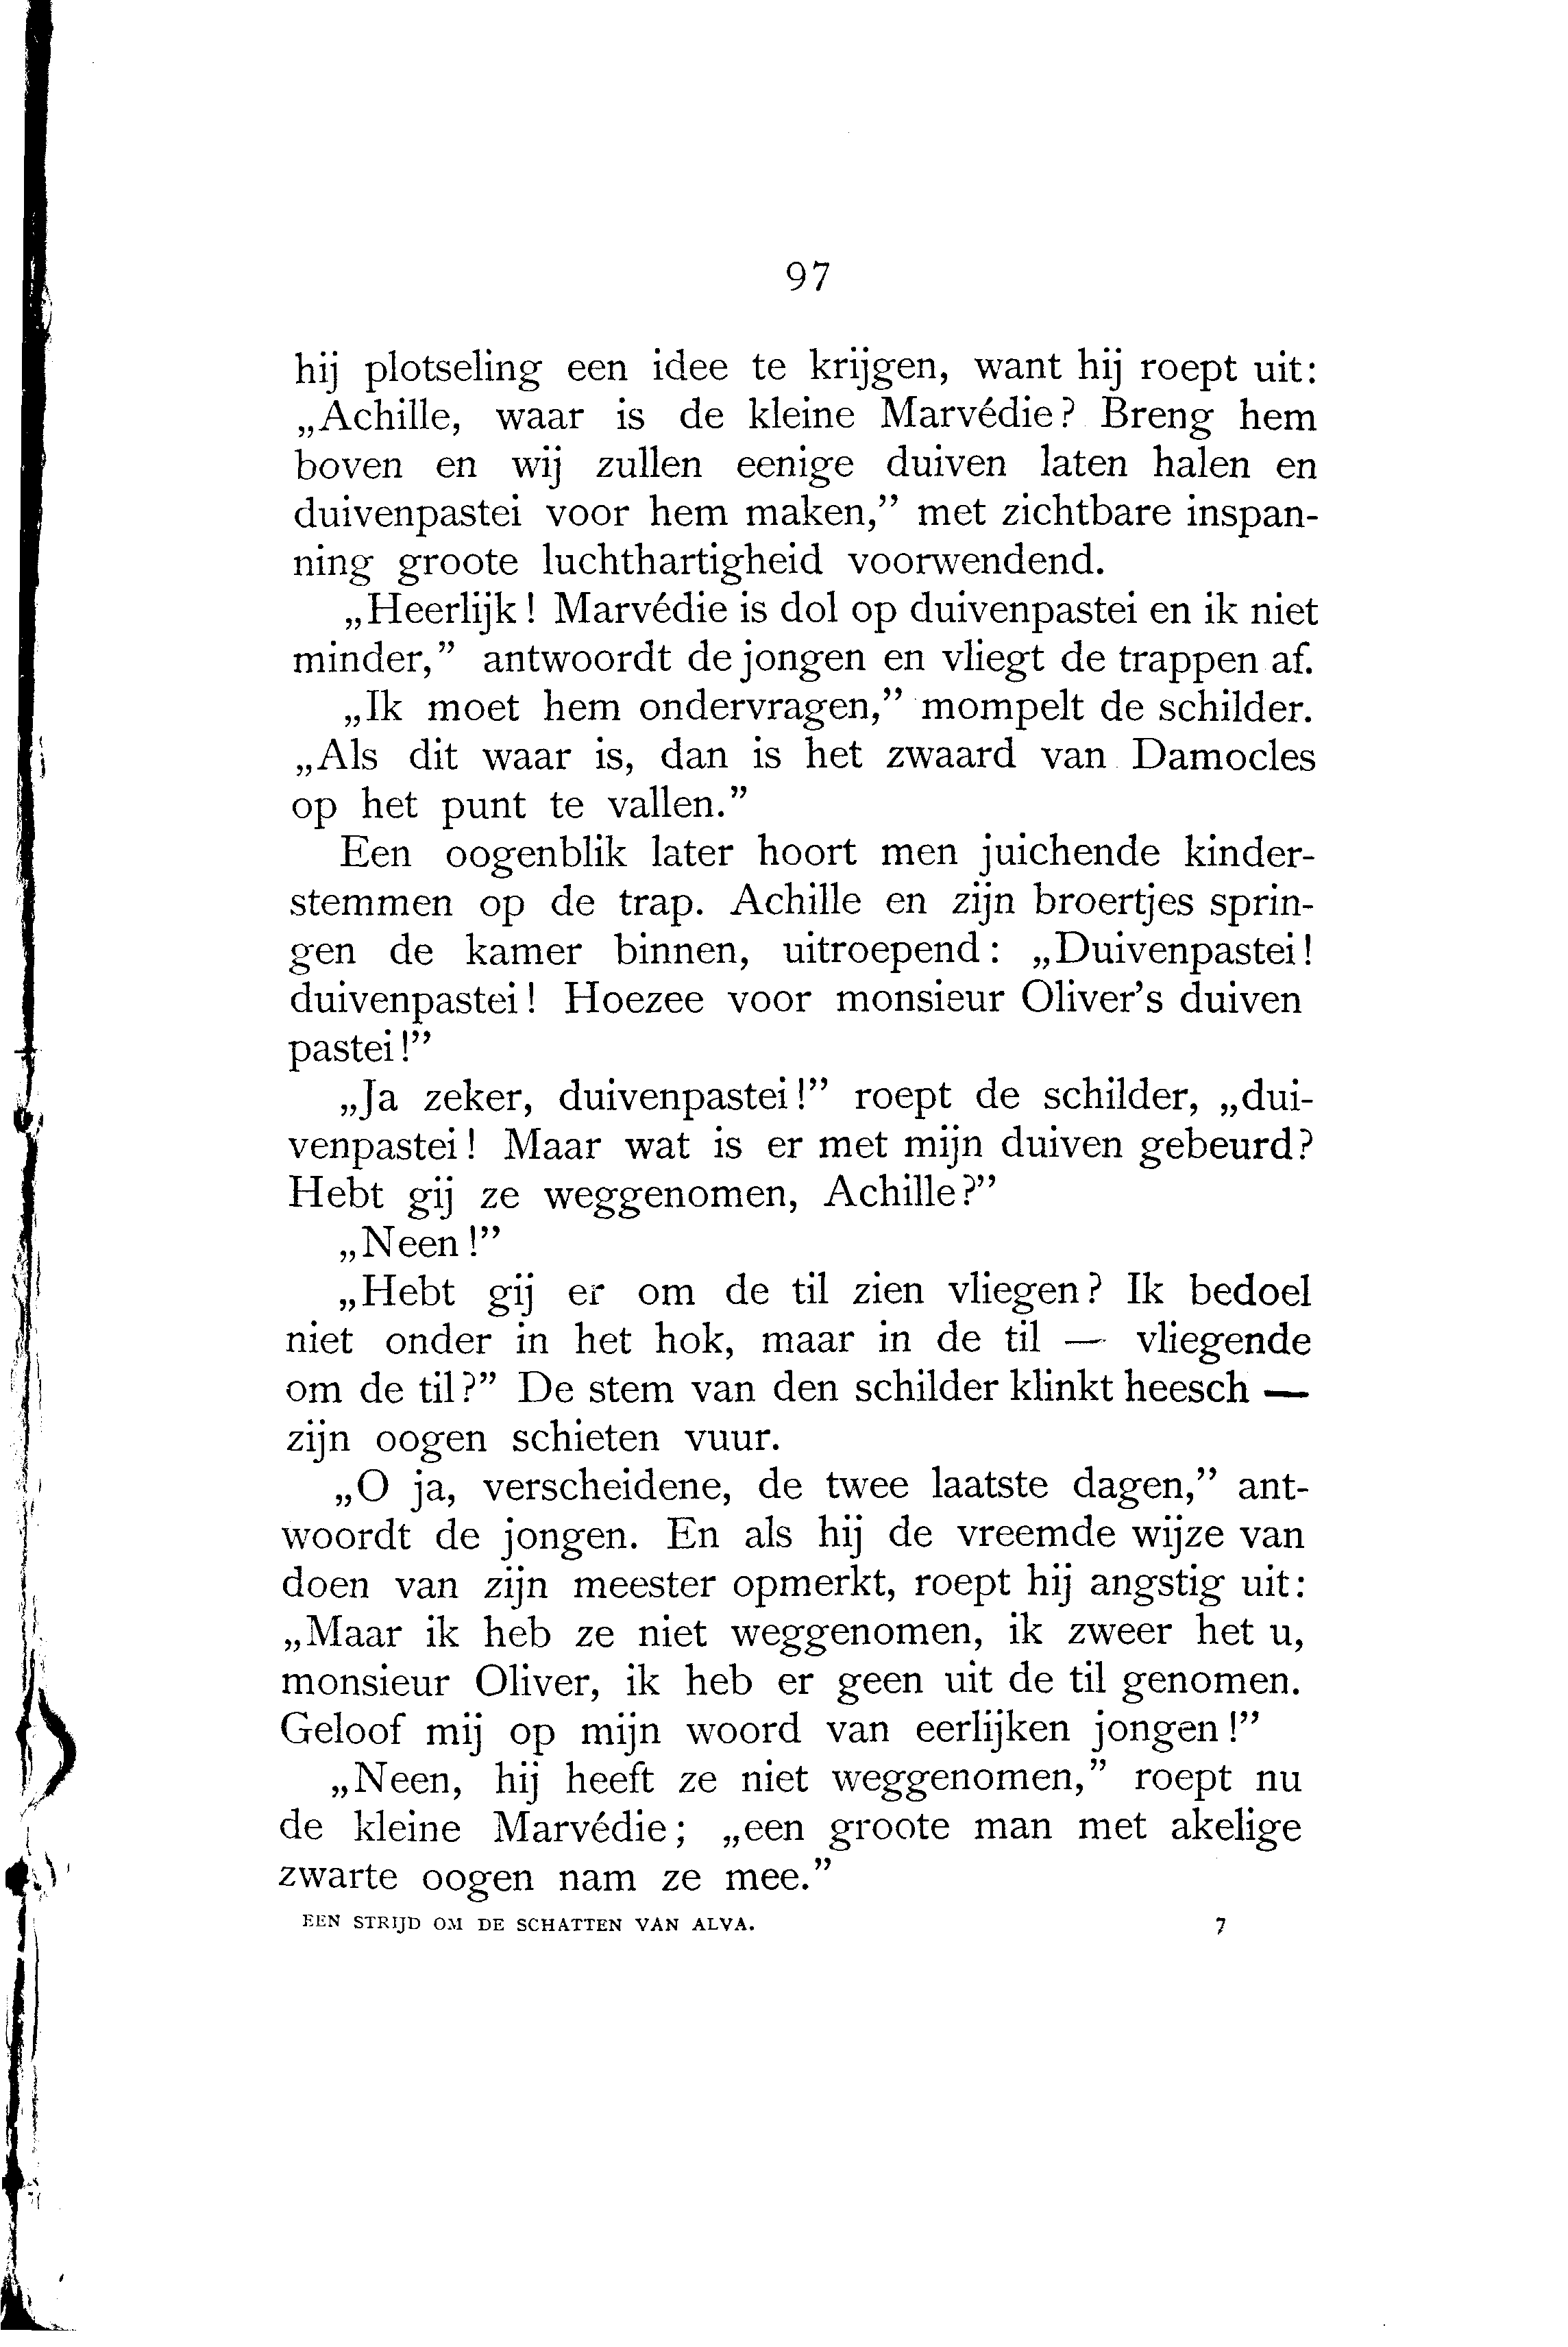 97
hij plotseling een idee te krijgen, want hij roept uit:
„Achille, waar is de kleine Marvédie? Breng hem
boven en wij zullen eenige duiven laten halen en
duivenpastei voor hem maken,” met zichtbare inspan-
ning groote luchthartigheid voorwendend.
„Heerlijk! Marvédie is dol op duivenpastei en ik niet
minder,” antwoordt de jongen en vliegt de trappen af.
„Ik moet hem ondervragen,” mompelt de schilder.
„Als dit waar is, dan is het zwaard van Damocles
op het punt te vallen.”
Een oogenblik later hoort men juichende kinder-
stemmen op de trap. Achille en zijn broertjes sprin-
gen de kamer binnen, uitroepend: „Duivenpastei!
duivenpastei! Hoezee voor monsieur Oliver's duiven
pastei!”
„Ja zeker, duivenpastei!” roept de schilder, „dui-
venpastei! Maar wat is er met mijn duiven gebeurd?
Hebt gij ze weggenomen, Achille?”
„Neen!”
„Hebt gij er om de til zien vliegen? Ik bedoel
niet onder in het hok, maar in de til — vliegende
om de til?” De stem van den schilder klinkt heesch —
zijn oogen schieten vuur.
„O ja, verscheidene, de twee laatste dagen,” ant-
woordt de jongen. En als hij de vreemde wijze van
doen van zijn meester opmerkt, roept hij angstig uit:
„Maar ik heb ze niet weggenomen, ik zweer het u,
monsieur Oliver, ik heb er geen uit de til genomen.
Geloof mij op mijn woord van eerlijken jongen!”
„Neen, hij heeft ze niet weggenomen,” roept nu
de kleine Marvédie; „een groote man met akelige
zwarte oogen nam ze mee.”
EEN STRIJD OM DE SCHATTEN VAN ALVA. 7